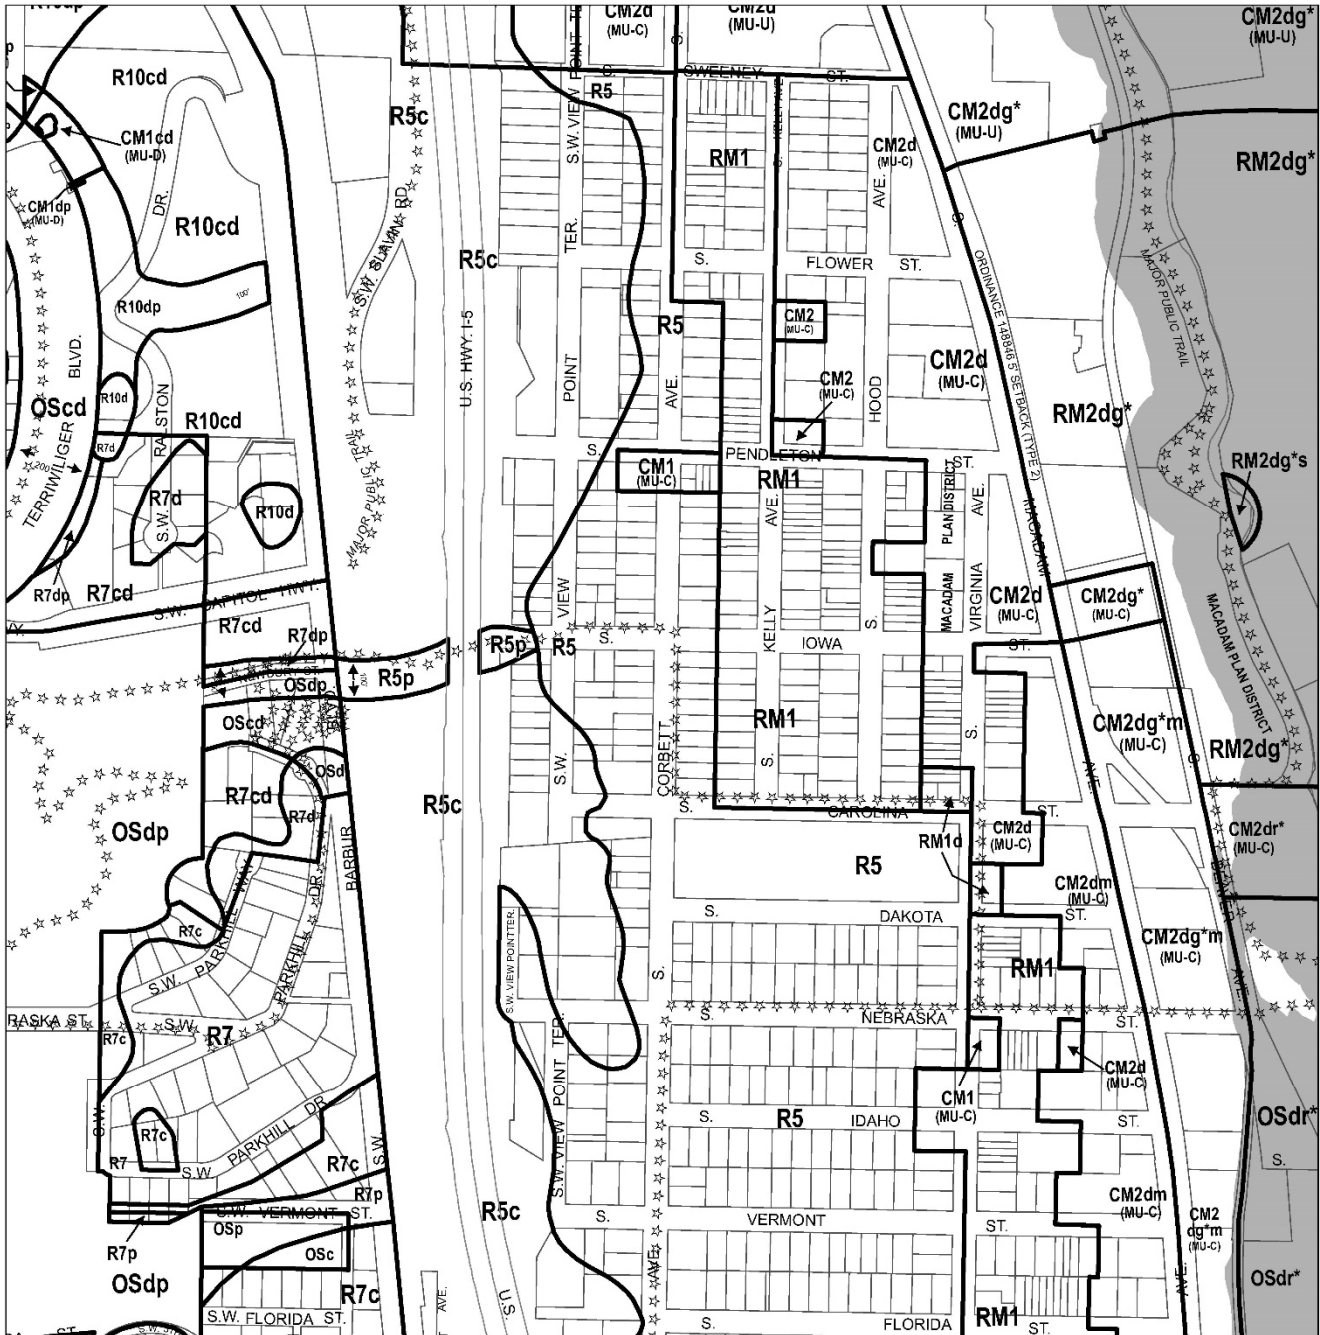 CM2d
(MU-C)
CM2d
(MU-U)
CM2dg*
(MU-U)
S.
S.
SWEENEY
ST.
R10cd
R5
R5c
CM2dg*
(MU-U)
CM1cd
(MU-D)
S.W. VIEW POINT TER.
S. KELLY AVE.
RM1
CM2d
(MU-C)
RM2dg*
CM1dp
(MU-D)
DR.
AVE.
R10cd
S.W. SLAVIN RD
TER.
S.
R5c
S.
FLOWER
ST.
ORDINANCE 148846 5' SETBACK (TYPE 2)
MAJOR PUBLIC TRAIL
100'
R10dp
U.S. HWY. I-5
R5
CM2
(MU-C)
CM2d
(MU-C)
BLVD.
POINT
AVE.
CM2
(MU-C)
HOOD
OScd
R10d
RALSTON
R10cd
RM2dg*
R7d
S.
PENDLETON
ST.
200'
CM1
(MU-C)
RM1
RM2dg*s
TERRIWILIGER
R7d
S.W.
R10d
MAJOR PUBLIC TRAIL
AVE.
MACADAM PLAN DISTRICT
AVE.
MACADAM
R7dp
R7cd
S.W. CAPITOL HWY.
VIEW
VIRGINIA
CM2d
(MU-C)
CM2dg*
(MU-C)
MACADAM PLAN DISTRICT
R7cd
R7dp
R5p
R5
S.
KELLY
S.
IOWA
ST.
OSdp
R5p
OScd
RM1
CM2dg*m
(MU-C)
RM2dg*
OSd
S.W.
CORBETT
S.
S.
AVE.
S.
R7cd
R5c
R7d
S.
CAROLINA
ST.
OSdp
BARBUR
RM1d
CM2d
(MU-C)
CM2dr*
(MU-C)
R5
WAY
DR.
CM2dm
(MU-C)
S.
DAKOTA
ST.
R7c
PARKHILL
S.W. VIEW POINT TER.
CM2dg*m
(MU-C)
S.W.
PARKHILL
S.
RM1
AVE.
RASKA ST.
S.W.
S.
NEBRASKA
ST.
R7c
R7
TER.
CM2d
(MU-C)
CM1
(MU-C)
S.W.
R7c
PARKHILL DR.
S.W. VIEW POINT
S.
R5
IDAHO
ST.
OSdr*
S.
R7
S.W.
R7c
S.W.
R7p
CM2dm
(MU-C)
S.W. VERMONT ST.
R5c
S.
VERMONT
ST.
CM2
dg*m
(MU-C)
R7p
OSp
OSc
OSdp
R7c
AVE.
U.S.
AVE.
AVE.
OSdr*
S.W. FLORIDA ST.
S.
FLORIDA
RM1
ST.
ST.